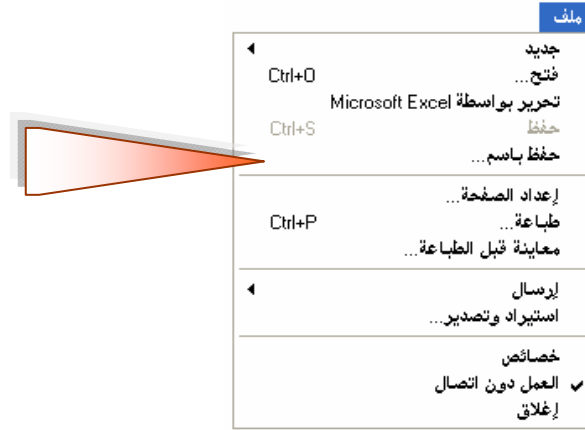 ملف
جديد
فتح... Ctrl+O
تحرير بواسطة Microsoft Excel
حفظ Ctrl+S
حفظ باسم...
إعداد الصفحة...
طباعة... Ctrl+P
معاينة قبل الطباعة...
إرسال
استيراد وتصدير...
خصائص
العمل دون اتصال
إغلاق